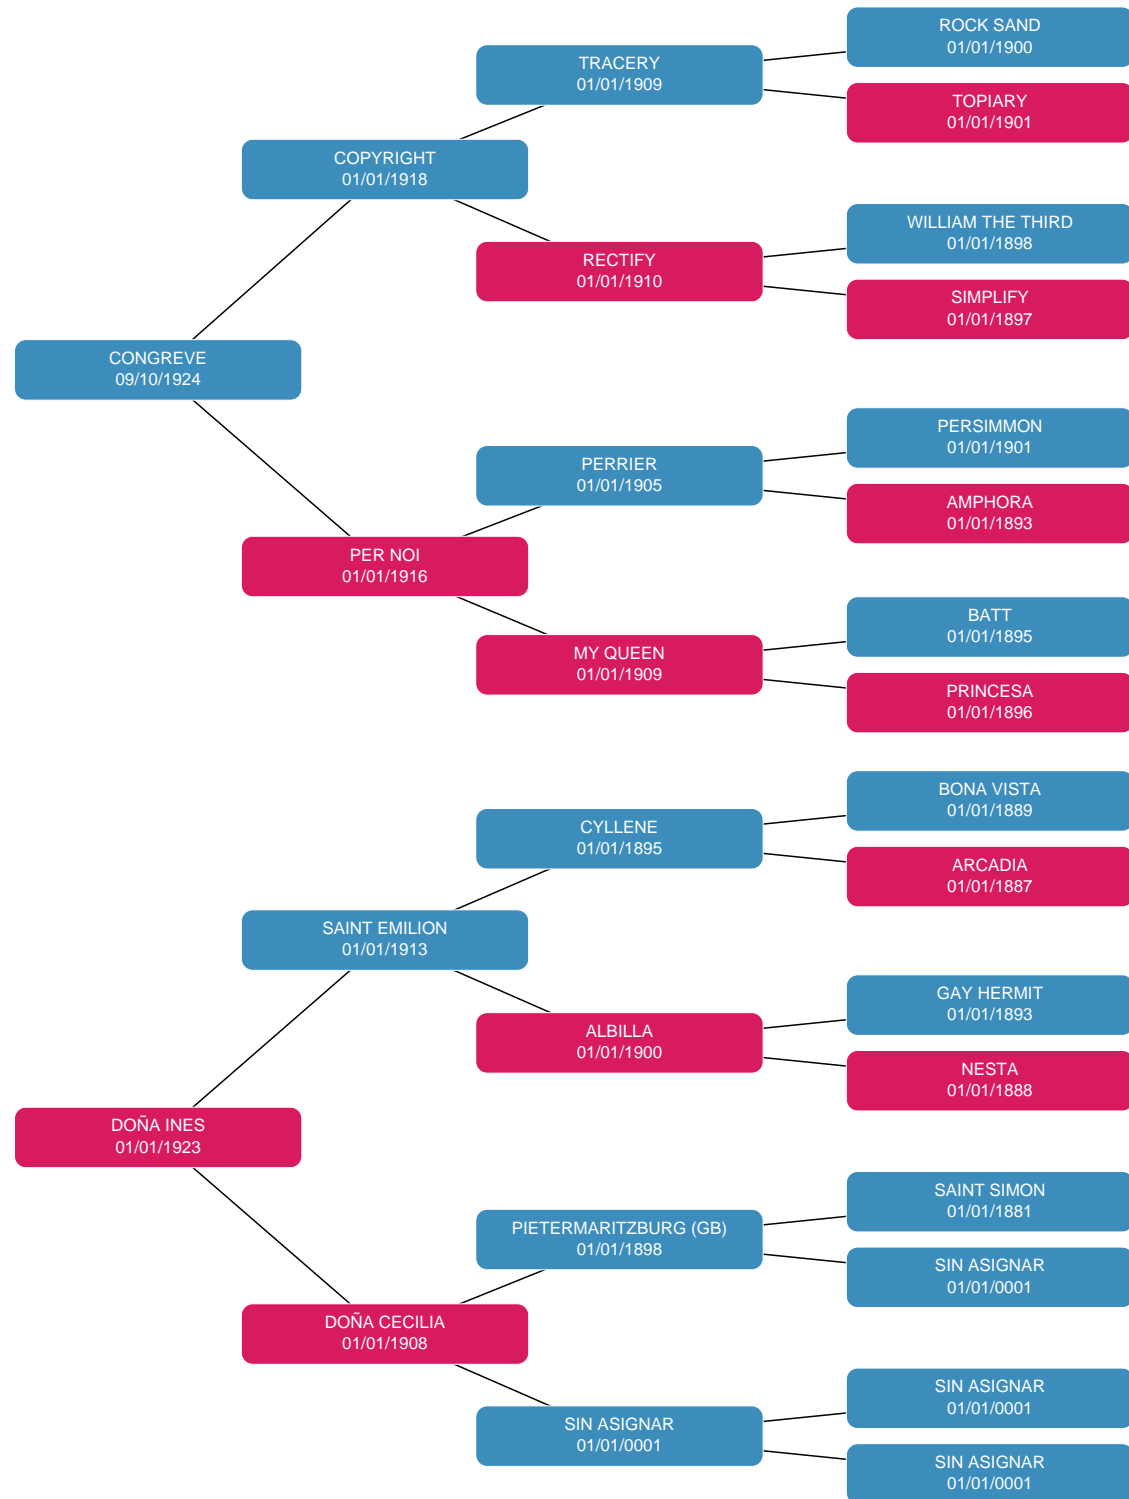 ROCK SAND
01/01/1900
TRACERY
01/01/1909
TOPIARY
01/01/1901
COPYRIGHT
01/01/1918
WILLIAM THE THIRD
01/01/1898
RECTIFY
01/01/1910
SIMPLIFY
01/01/1897
CONGREVE
09/10/1924
PERSIMMON
01/01/1901
PERRIER
01/01/1905
AMPHORA
01/01/1893
PER NOI
01/01/1916
BATT
01/01/1895
MY QUEEN
01/01/1909
PRINCESA
01/01/1896
BONA VISTA
01/01/1889
CYLLENE
01/01/1895
ARCADIA
01/01/1887
SAINT EMILION
01/01/1913
GAY HERMIT
01/01/1893
ALBILLA
01/01/1900
NESTA
01/01/1888
DOÑA INES
01/01/1923
SAINT SIMON
01/01/1881
PIETERMARITZBURG (GB)
01/01/1898
SIN ASIGNAR
01/01/0001
DOÑA CECILIA
01/01/1908
SIN ASIGNAR
01/01/0001
SIN ASIGNAR
01/01/0001
SIN ASIGNAR
01/01/0001